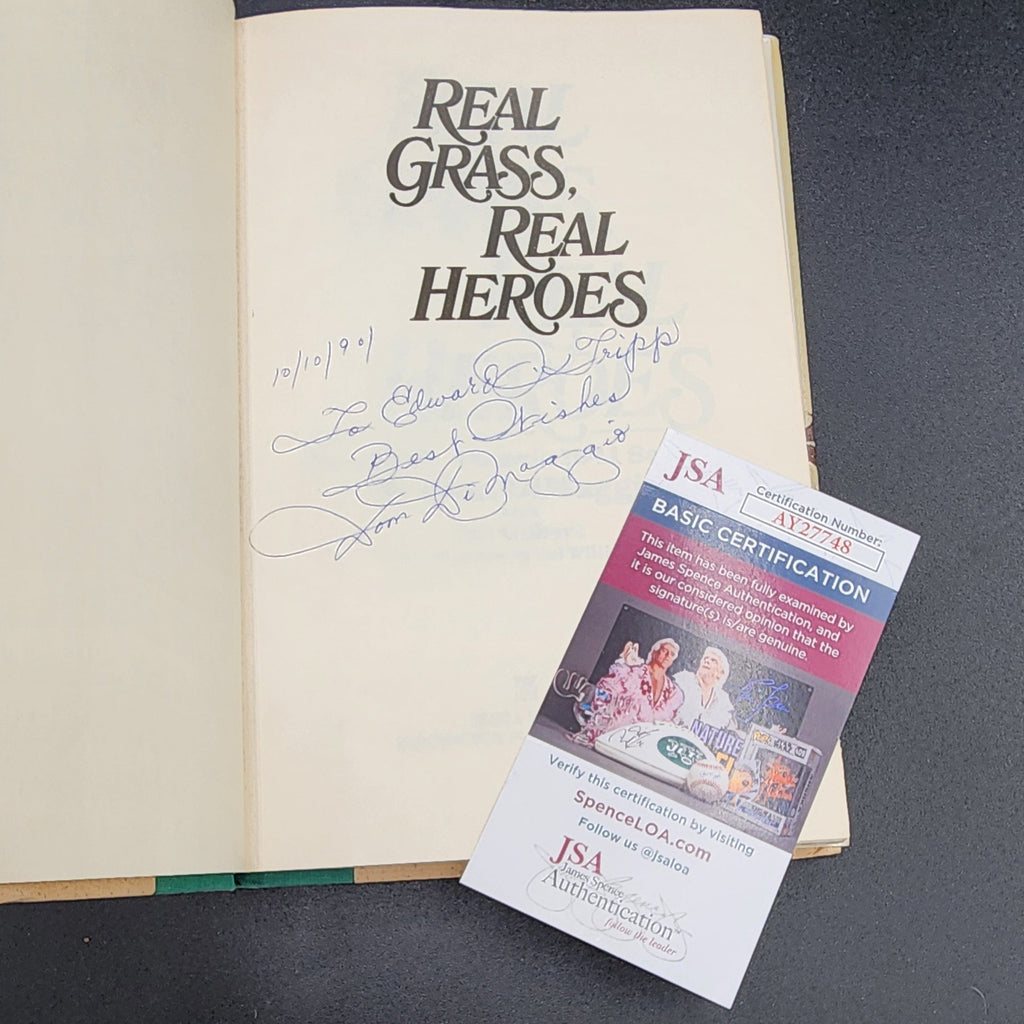 REAL
GRASS,
REAL
HEROES
10/10/90
To Edward J. Tripp
Best Wishes
Dom DiMaggio
JSA
Certification Number:
AY27748
BASIC CERTIFICATION
This item has been fully examined by
James Spence Authentication, and
it is our considered opinion that the
signature(s) is/are genuine.
NATURE
JETS
Verify this certification by visiting
SpenceLOA.com
Follow us @jsaloa
JSA
James Spence
Authentication
follow the leader